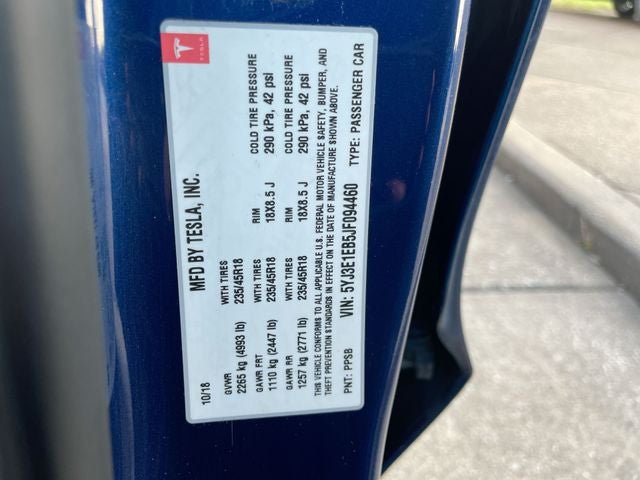 TESLA
10/18 MFD BY TESLA, INC.
GVWR WITH TIRES RIM COLD TIRE PRESSURE
2265 kg (4993 lb) 235/45R18 18X8.5 J 290 kPa, 42 psi
GAWR FRT WITH TIRES RIM COLD TIRE PRESSURE
1110 kg (2447 lb) 235/45R18 18X8.5 J 290 kPa, 42 psi
GAWR RR
1257 kg (2771 lb) 235/45R18
THIS VEHICLE CONFORMS TO ALL APPLICABLE U.S. FEDERAL MOTOR VEHICLE SAFETY, BUMPER, AND
THEFT PREVENTION STANDARDS IN EFFECT ON THE DATE OF MANUFACTURE SHOWN ABOVE.
VIN: 5YJ3E1EB5JF094460
PNT: PPSB TYPE: PASSENGER CAR